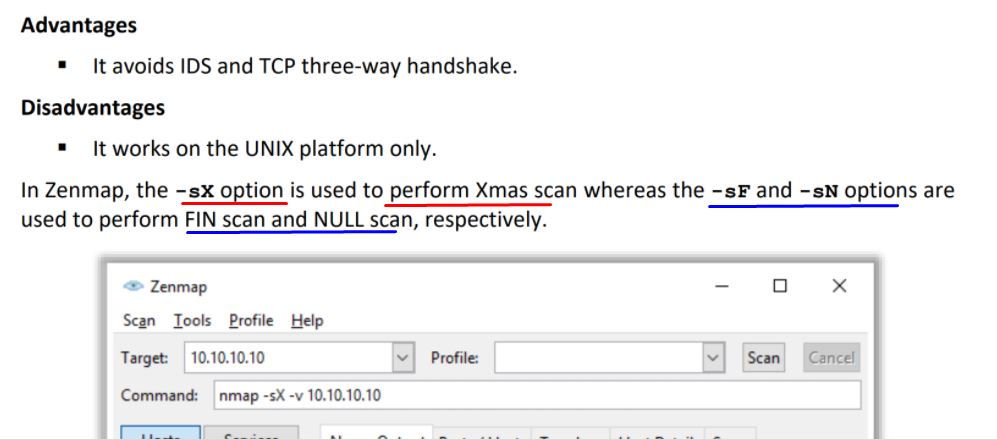 Advantages
▪ It avoids IDS and TCP three-way handshake.
Disadvantages
▪ It works on the UNIX platform only.
In Zenmap, the -sX option is used to perform Xmas scan whereas the -sF and -sN options are
used to perform FIN scan and NULL scan, respectively.
Zenmap
Scan Tools Profile Help
Target: 10.10.10.10 Profile: Scan Cancel
Command: nmap -sX -v 10.10.10.10
Hosts Services